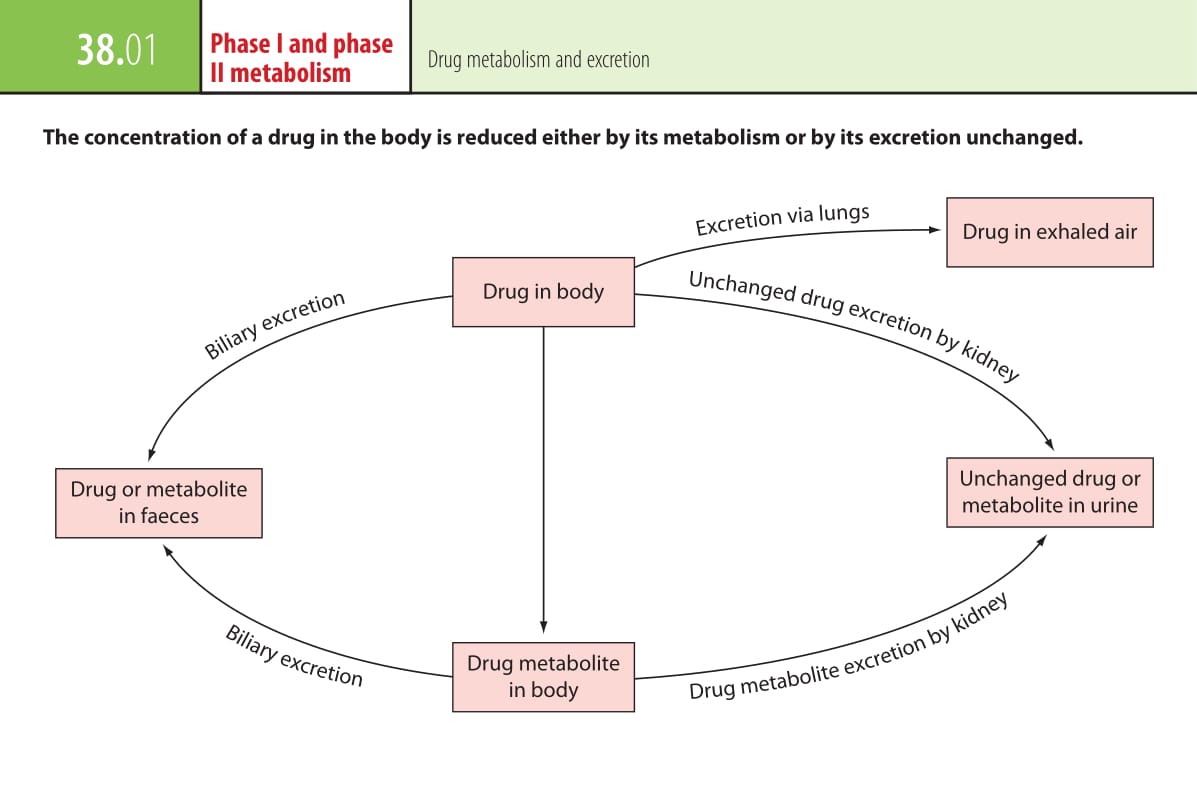 38.01
Phase I and phase
II metabolism
Drug metabolism and excretion
The concentration of a drug in the body is reduced either by its metabolism or by its excretion unchanged.
Excretion via lungs
Drug in exhaled air
Drug in body
Unchanged drug excretion by kidney
Biliary excretion
Drug or metabolite
in faeces
Unchanged drug or
metabolite in urine
Biliary excretion
Drug metabolite
in body
Drug metabolite excretion by kidney